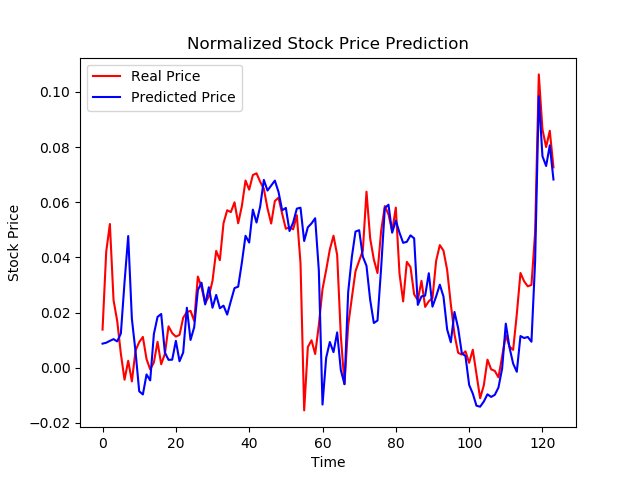 Normalized Stock Price Prediction
Real Price
Predicted Price
0.10
0.08
0.06
0.04
0.02
0.00
−0.02
Stock Price
0 20 40 60 80 100 120
Time